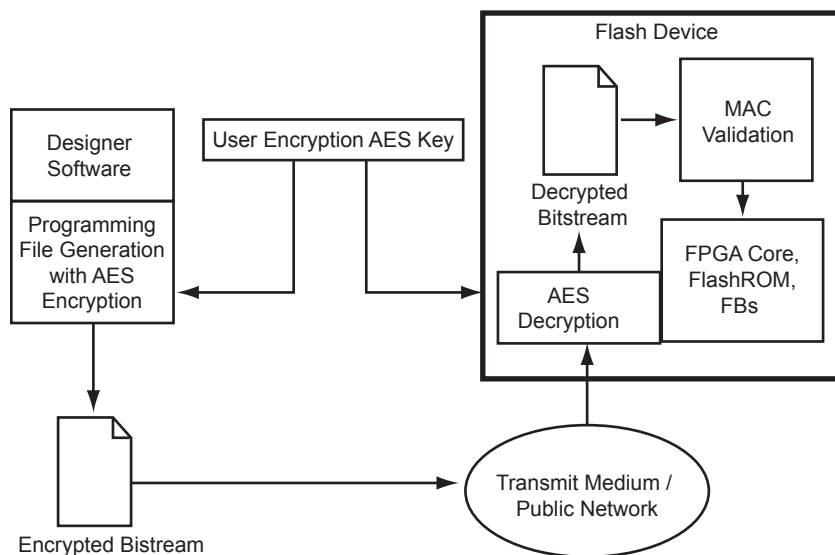 Flash Device
MAC
Validation
Designer
Software
User Encryption AES Key
Decrypted
Bitstream
Programming
File Generation
with AES
Encryption
FPGA Core,
FlashROM,
FBs
AES
Decryption
Transmit Medium /
Public Network
Encrypted Bistream